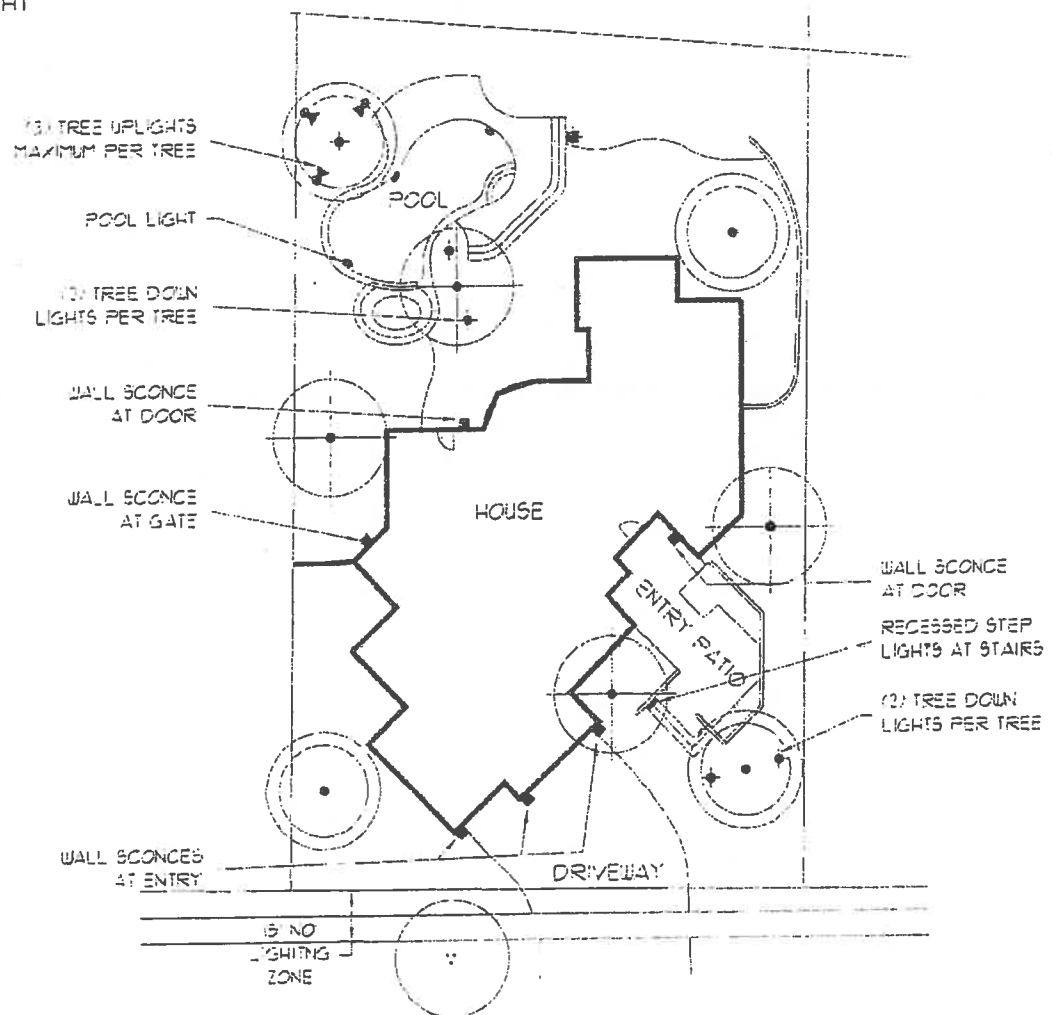 HT
(3) TREE UPLIGHTS
MAXIMUM PER TREE
POOL
POOL LIGHT
TREE DOWN
LIGHTS PER TREE
WALL SCONCE
AT DOOR
WALL SCONCE
AT GATE
HOUSE
WALL SCONCE
AT DOOR
ENTRY PATIO
RECESSED STEP
LIGHTS AT STAIRS
(2) TREE DOWN
LIGHTS PER TREE
WALL SCONCES
AT ENTRY
DRIVEWAY
NO
LIGHTING
ZONE